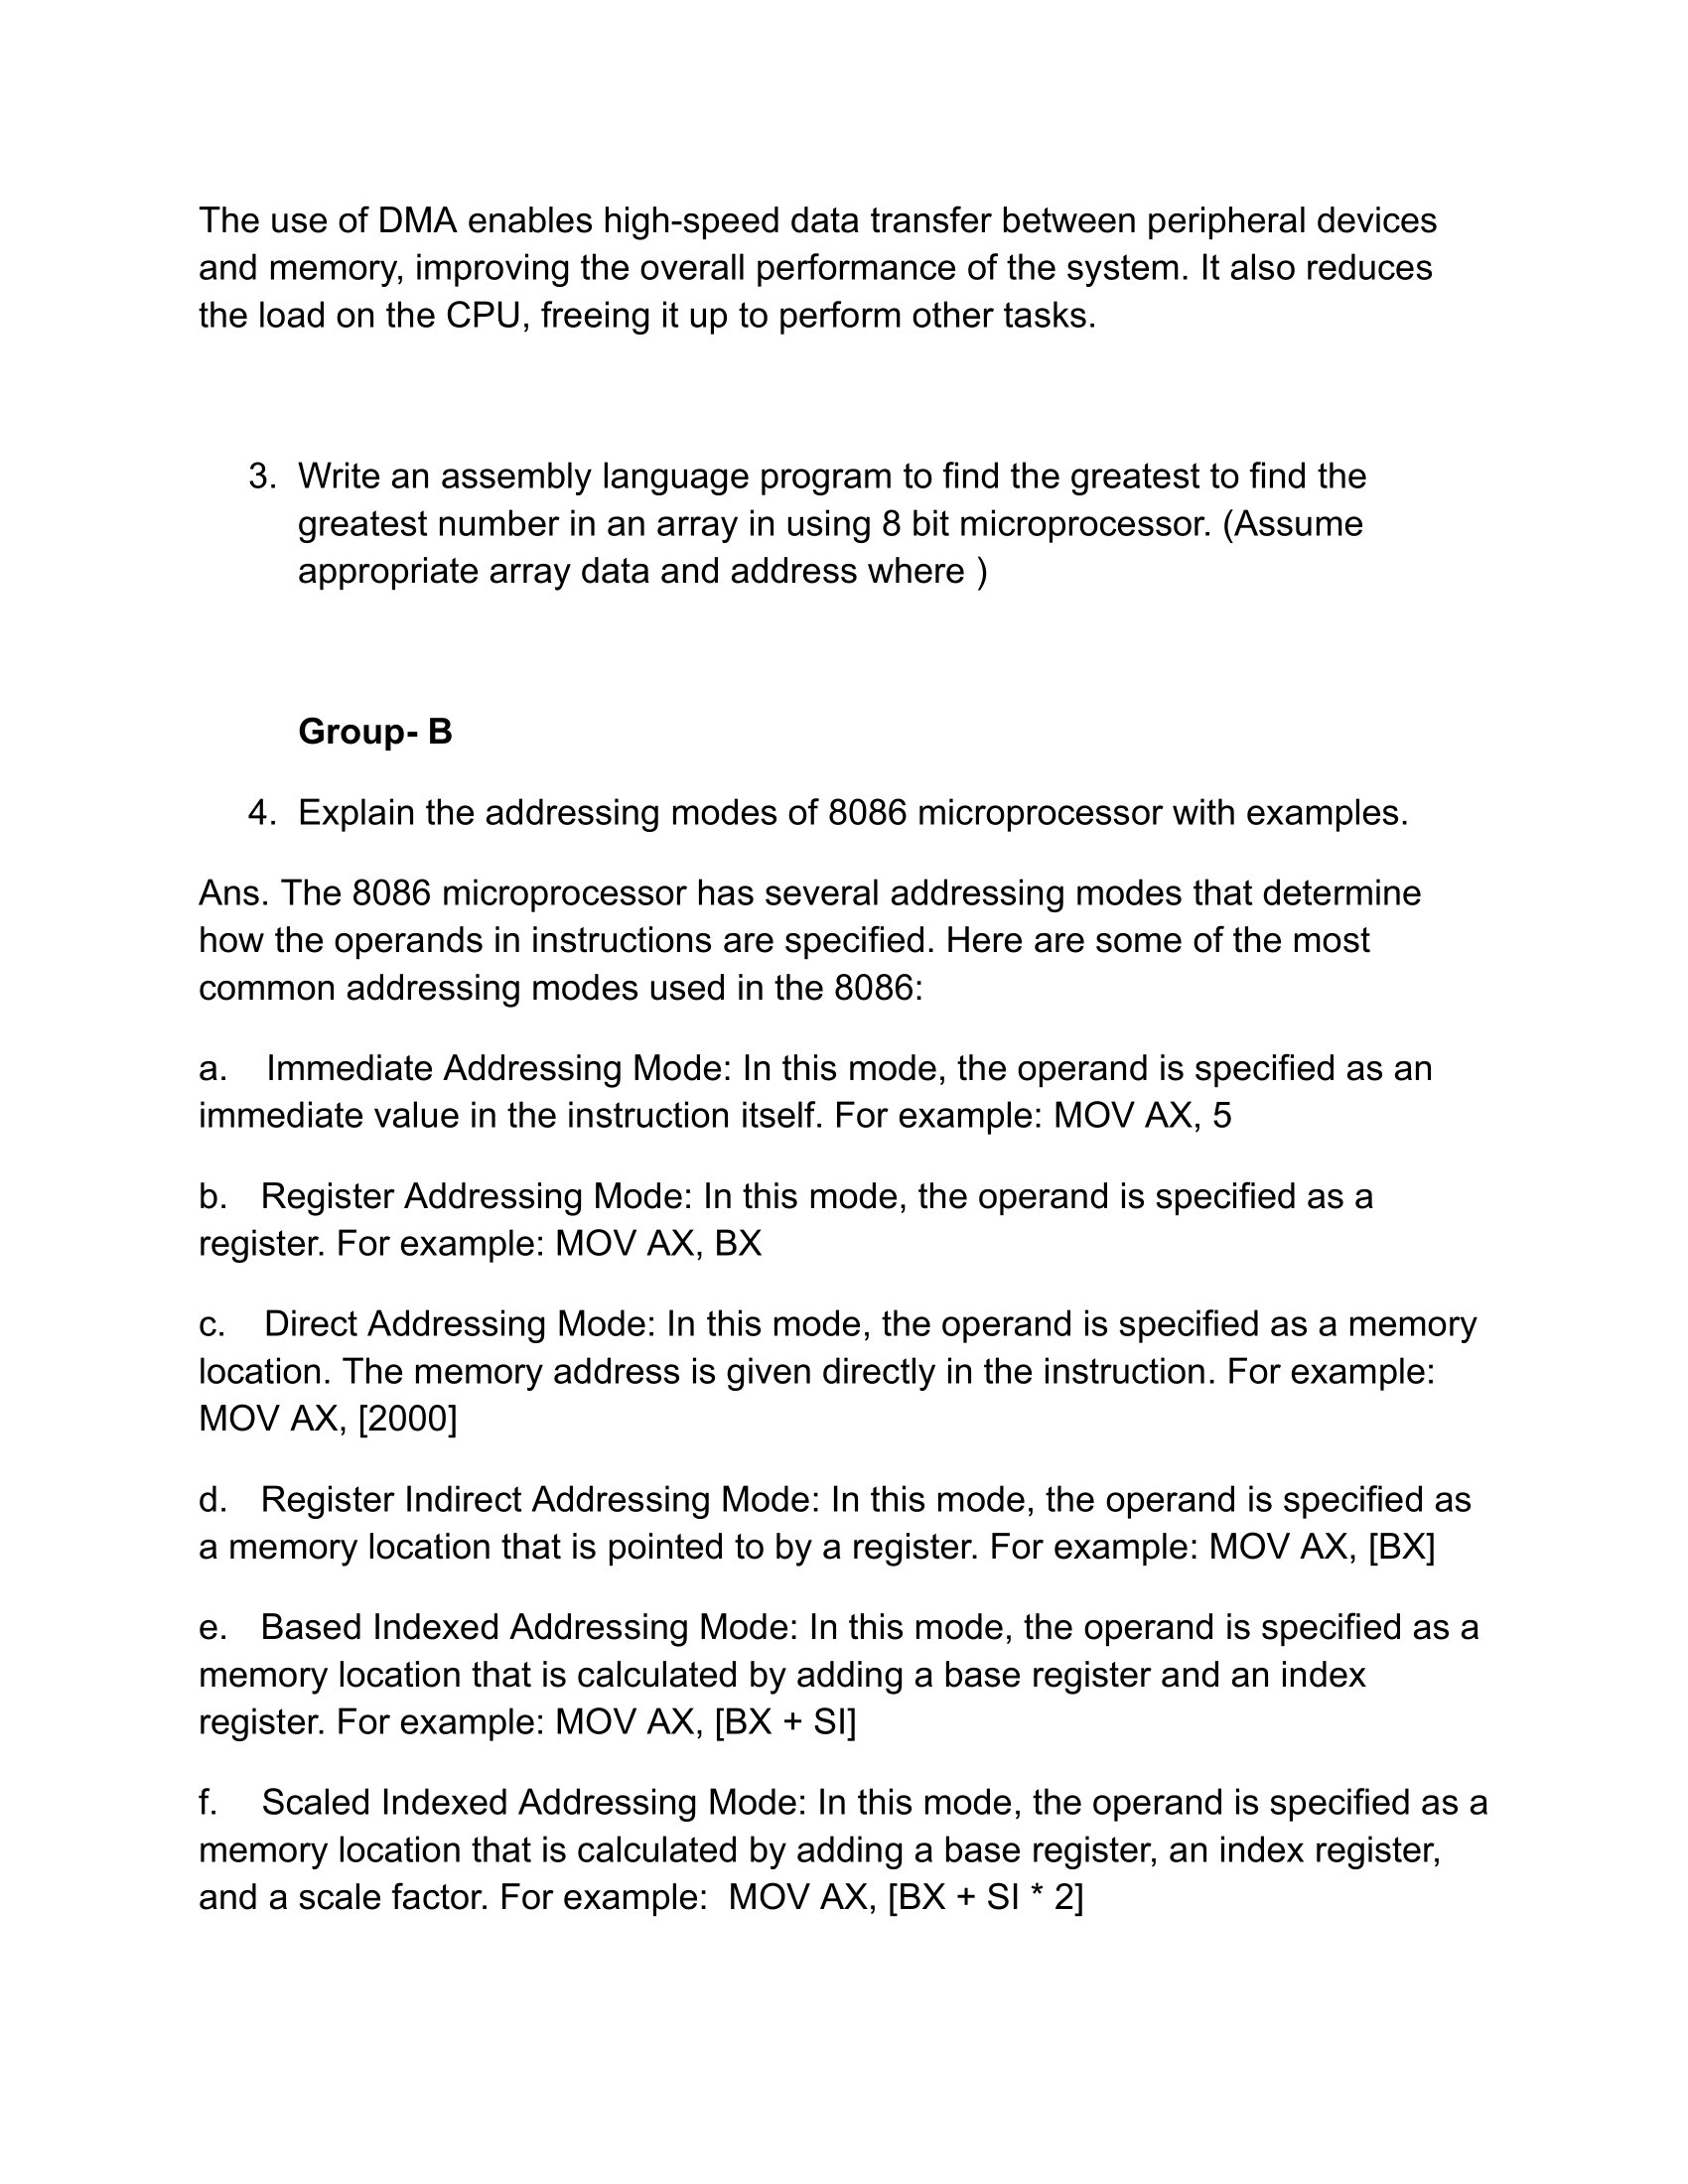 The use of DMA enables high-speed data transfer between peripheral devices
and memory, improving the overall performance of the system. It also reduces
the load on the CPU, freeing it up to perform other tasks.
3. Write an assembly language program to find the greatest to find the
greatest number in an array in using 8 bit microprocessor. (Assume
appropriate array data and address where )
Group- B
4. Explain the addressing modes of 8086 microprocessor with examples.
Ans. The 8086 microprocessor has several addressing modes that determine
how the operands in instructions are specified. Here are some of the most
common addressing modes used in the 8086:
a. Immediate Addressing Mode: In this mode, the operand is specified as an
immediate value in the instruction itself. For example: MOV AX, 5
b. Register Addressing Mode: In this mode, the operand is specified as a
register. For example: MOV AX, BX
c. Direct Addressing Mode: In this mode, the operand is specified as a memory
location. The memory address is given directly in the instruction. For example:
MOV AX, [2000]
d. Register Indirect Addressing Mode: In this mode, the operand is specified as
a memory location that is pointed to by a register. For example: MOV AX, [BX]
e. Based Indexed Addressing Mode: In this mode, the operand is specified as a
memory location that is calculated by adding a base register and an index
register. For example: MOV AX, [BX + SI]
f. Scaled Indexed Addressing Mode: In this mode, the operand is specified as a
memory location that is calculated by adding a base register, an index register,
and a scale factor. For example: MOV AX, [BX + SI * 2]